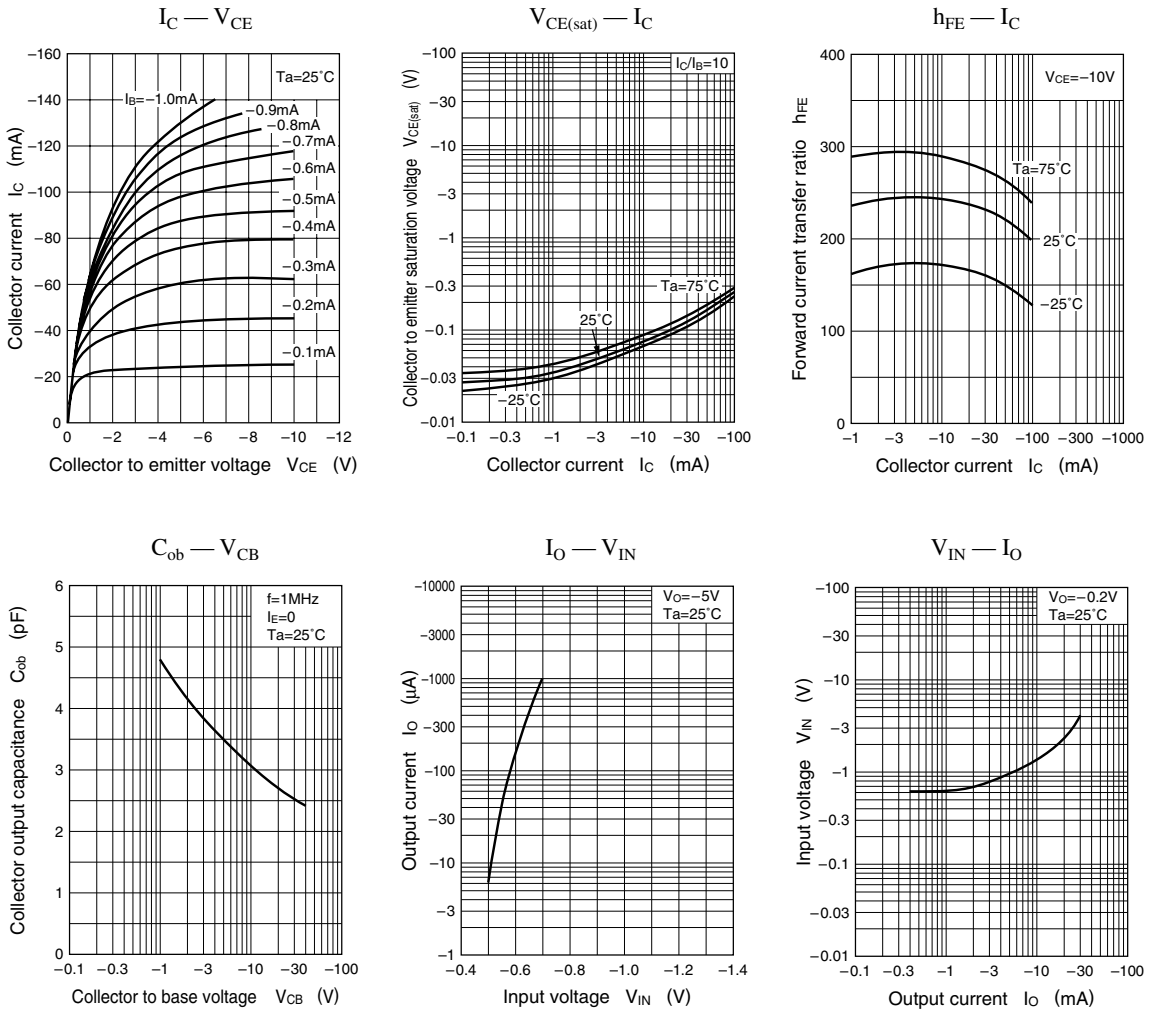 I_C — V_CE
−160
−140
−120
−100
−80
−60
−40
−20
0
0 −2 −4 −6 −8 −10 −12
Collector current I_C (mA)
Collector to emitter voltage V_CE (V)
Ta=25˚C
I_B=−1.0mA
−0.9mA
−0.8mA
−0.7mA
−0.6mA
−0.5mA
−0.4mA
−0.3mA
−0.2mA
−0.1mA
V_CE(sat) — I_C
−100
−30
−10
−3
−1
−0.3
−0.1
−0.03
−0.01
−0.1 −0.3 −1 −3 −10 −30 −100
Collector to emitter saturation voltage V_CE(sat) (V)
Collector current I_C (mA)
I_C/I_B=10
Ta=75˚C
25˚C
−25˚C
h_FE — I_C
400
300
200
100
0
−1 −3 −10 −30 −100 −300 −1000
Forward current transfer ratio h_FE
Collector current I_C (mA)
V_CE=−10V
Ta=75˚C
25˚C
−25˚C
C_ob — V_CB
6
5
4
3
2
1
0
−0.1 −0.3 −1 −3 −10 −30 −100
Collector output capacitance C_ob (pF)
Collector to base voltage V_CB (V)
f=1MHz
I_E=0
Ta=25˚C
I_O — V_IN
−10000
−3000
−1000
−300
−100
−30
−10
−3
−1
−0.4 −0.6 −0.8 −1.0 −1.2 −1.4
Output current I_O (µA)
Input voltage V_IN (V)
V_O=−5V
Ta=25˚C
V_IN — I_O
−100
−30
−10
−3
−1
−0.3
−0.1
−0.03
−0.01
−0.1 −0.3 −1 −3 −10 −30 −100
Input voltage V_IN (V)
Output current I_O (mA)
V_O=−0.2V
Ta=25˚C